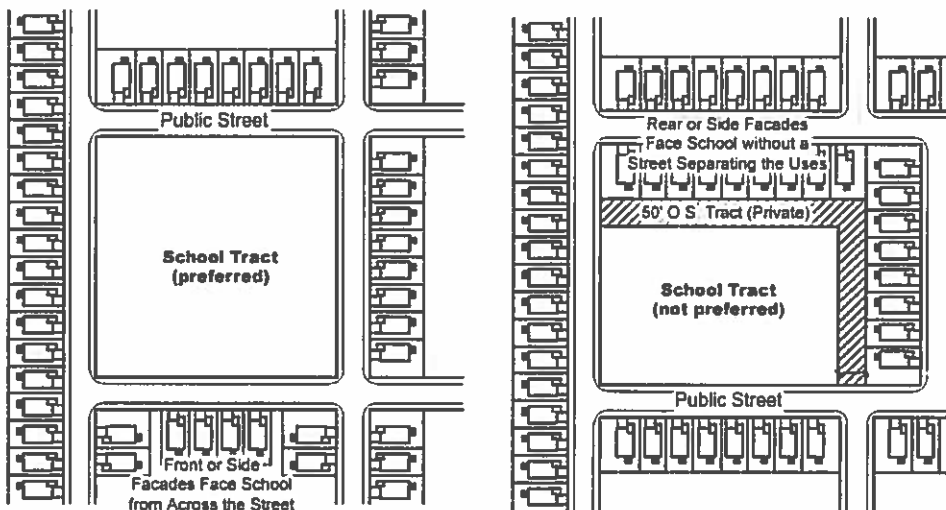 Public Street
School Tract
(preferred)
Front or Side
Facades Face School
from Across the Street
Rear or Side Facades
Face School without a
Street Separating the Uses
50' O S. Tract (Private)
School Tract
(not preferred)
Public Street